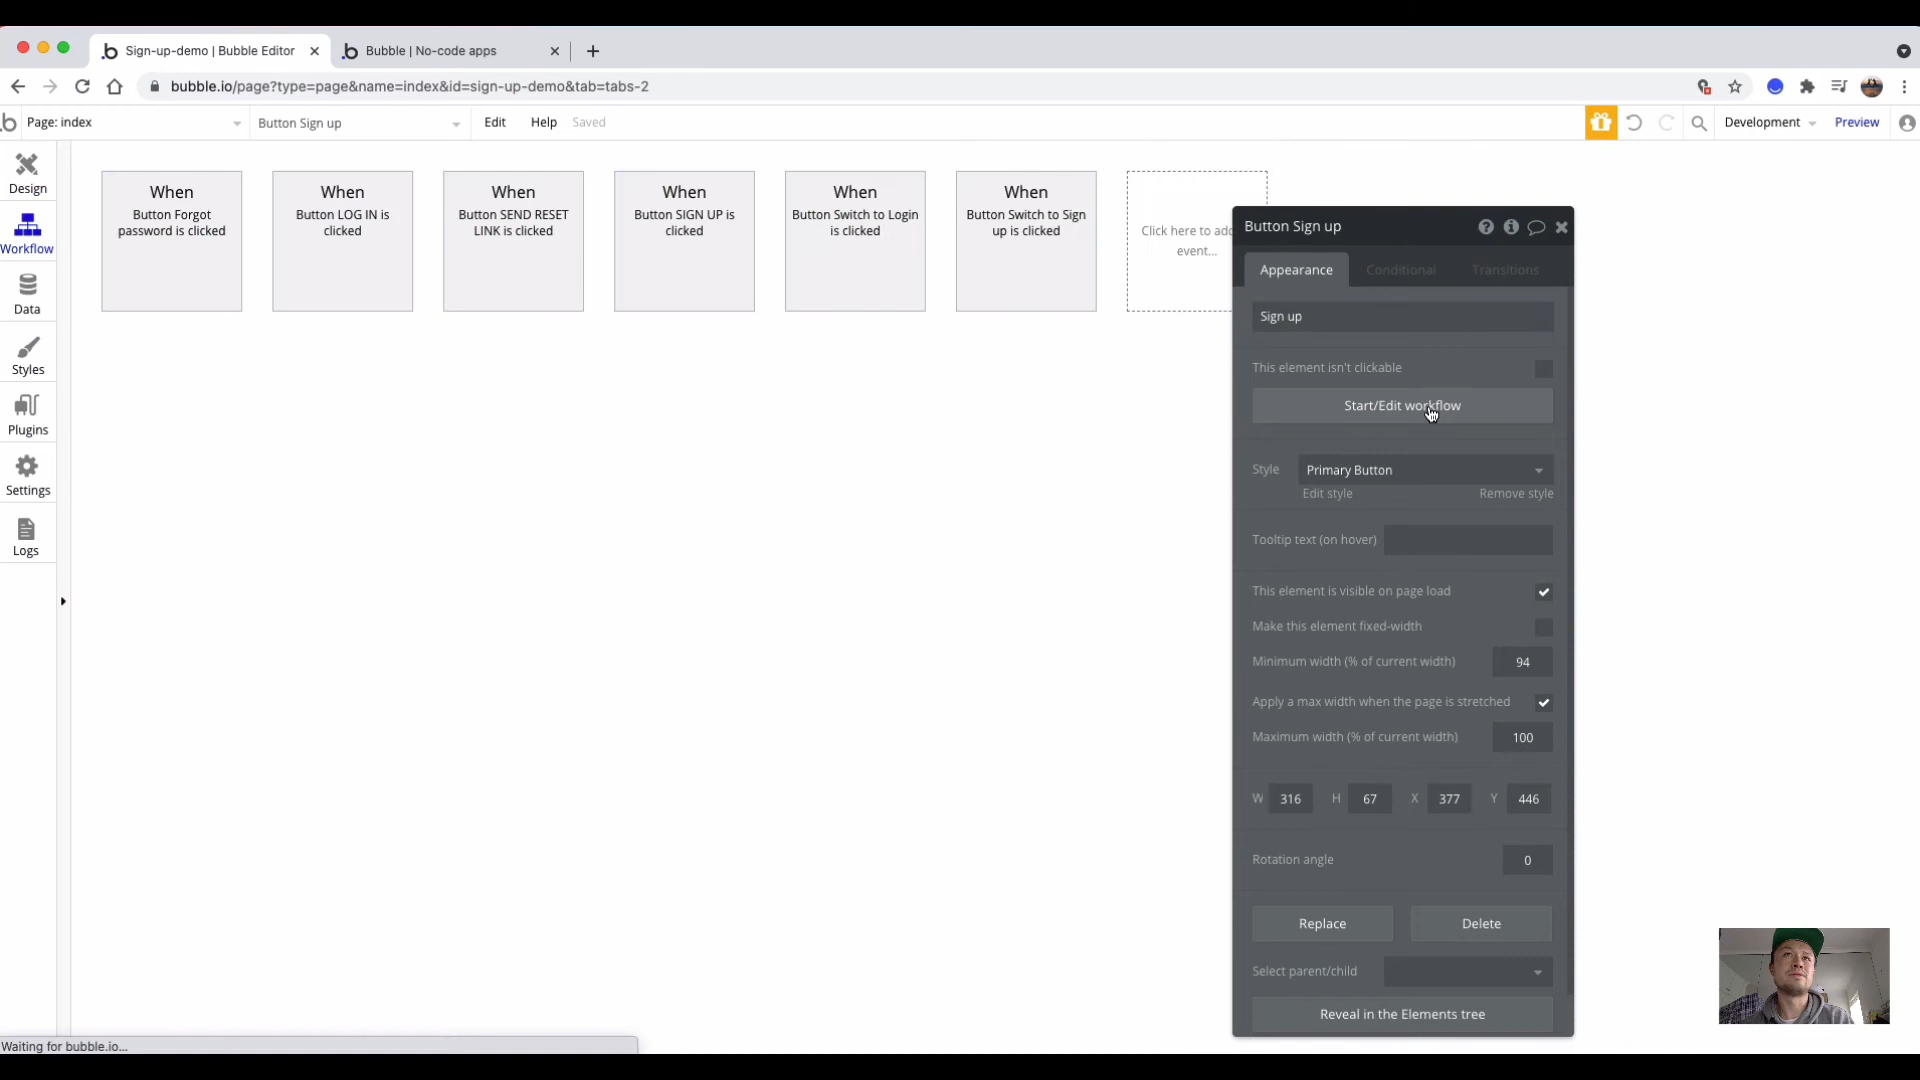 Sign-up-demo | Bubble Editor
Bubble | No-code apps
bubble.io/page?type=page&name=index&id=sign-up-demo&tab=tabs-2
Page: index
Button Sign up
Edit
Help
Saved
Development
Preview
Design
Workflow
Data
Styles
Plugins
Settings
Logs
When
Button Forgot
password is clicked
When
Button LOG IN is
clicked
When
Button SEND RESET
LINK is clicked
When
Button SIGN UP is
clicked
When
Button Switch to Login
is clicked
When
Button Switch to Sign
up is clicked
Click here to add
event...
Button Sign up
Appearance
Conditional
Transitions
Sign up
This element isn't clickable
Start/Edit workflow
Style
Primary Button
Edit style
Remove style
Tooltip text (on hover)
This element is visible on page load
Make this element fixed-width
Minimum width (% of current width)
94
Apply a max width when the page is stretched
Maximum width (% of current width)
100
W 316 H 67 X 377 Y 446
Rotation angle
0
Replace
Delete
Select parent/child
Reveal in the Elements tree
Waiting for bubble.io...